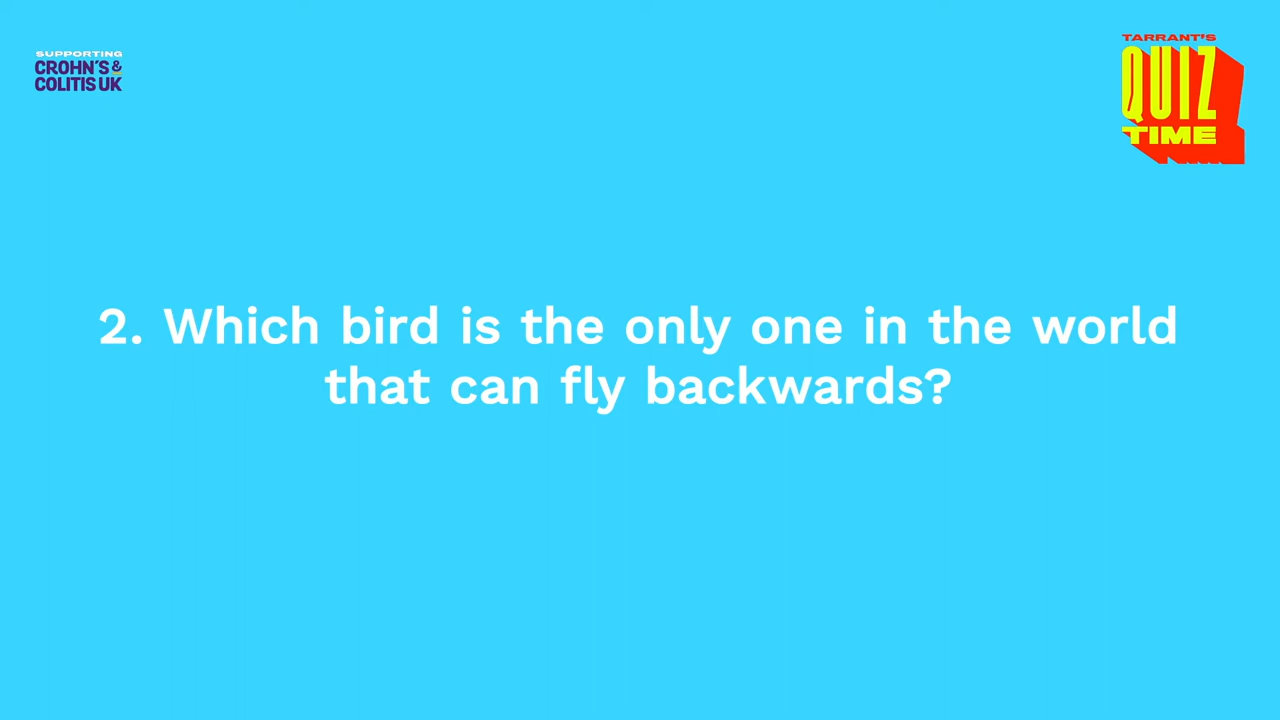 SUPPORTING
CROHN'S &
COLITIS UK
TARRANT'S
QUIZ
TIME
2. Which bird is the only one in the world
that can fly backwards?